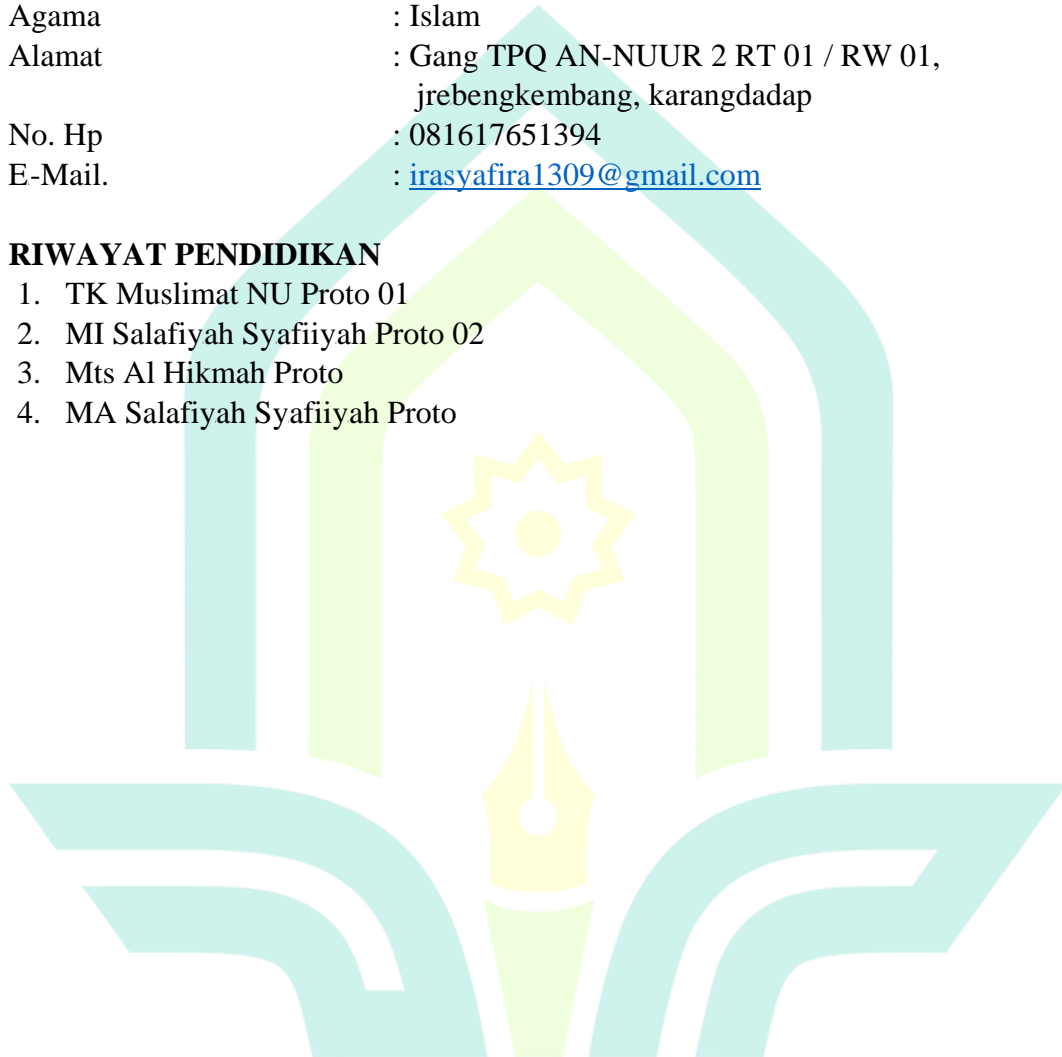 Agama : Islam
Alamat : Gang TPQ AN-NUUR 2 RT 01 / RW 01,
jrebengkembang, karangdadap
No. Hp : 081617651394
E-Mail. : irasyafira1309@gmail.com
RIWAYAT PENDIDIKAN
1. TK Muslimat NU Proto 01
2. MI Salafiyah Syafiiyah Proto 02
3. Mts Al Hikmah Proto
4. MA Salafiyah Syafiiyah Proto